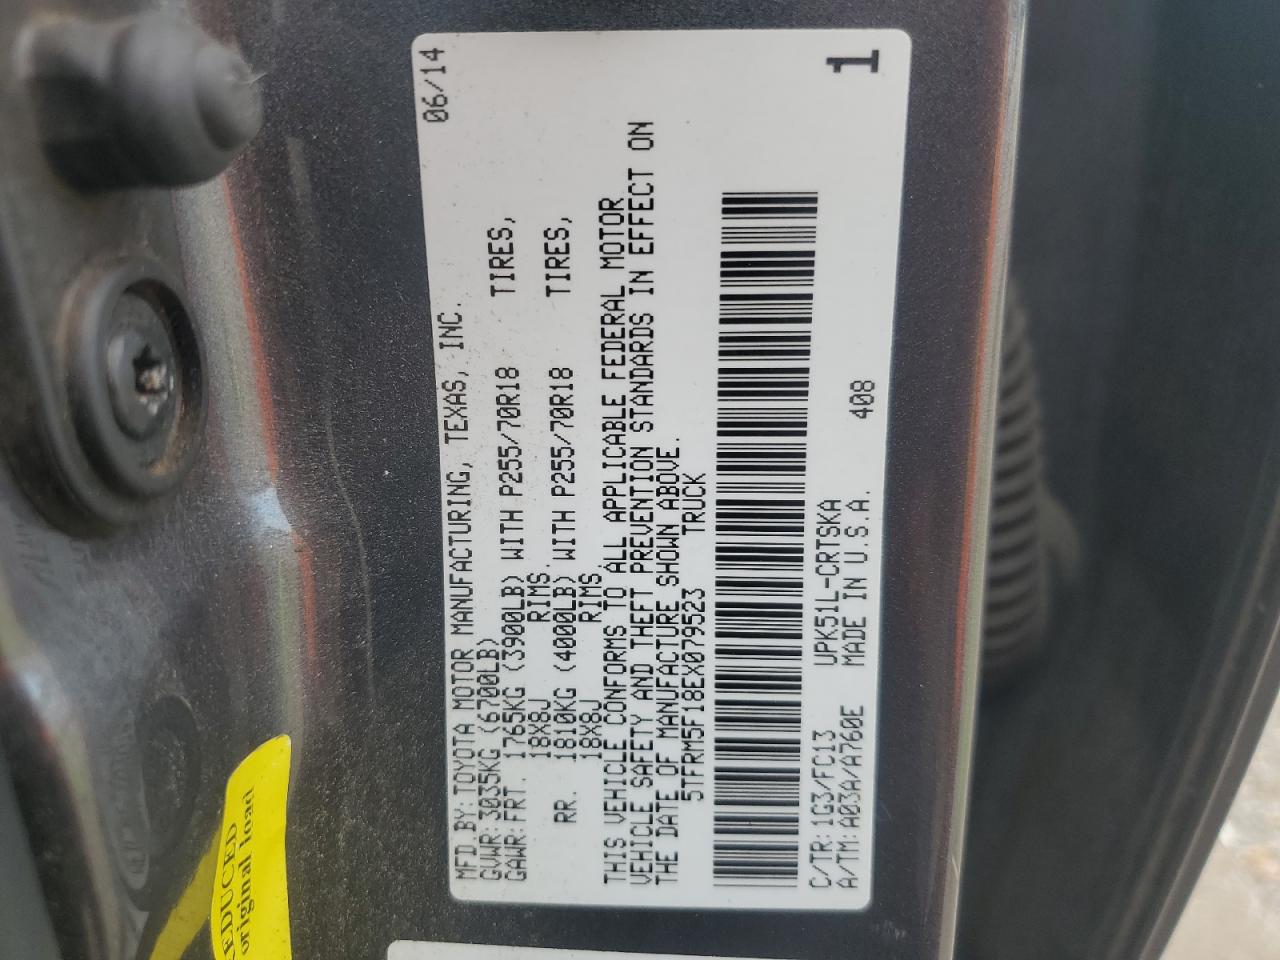 MFD.BY:TOYOTA MOTOR MANUFACTURING, TEXAS, INC. 06/14
GVWR:3035KG (6700LB)
GAWR:FRT. 1765KG (3900LB) WITH P255/70R18 TIRES,
18X8J RIMS.
RR. 1810KG (4000LB) WITH P255/70R18 TIRES,
18X8J RIMS.
THIS VEHICLE CONFORMS TO ALL APPLICABLE FEDERAL MOTOR
VEHICLE SAFETY AND THEFT PREVENTION STANDARDS IN EFFECT ON
THE DATE OF MANUFACTURE SHOWN ABOVE.
5TFRM5F18EX079523 TRUCK
1
C/TR:1G3/FC13 UPK51L-CRTSKA 408
A/TM:A03A/A760E MADE IN U.S.A.
original load